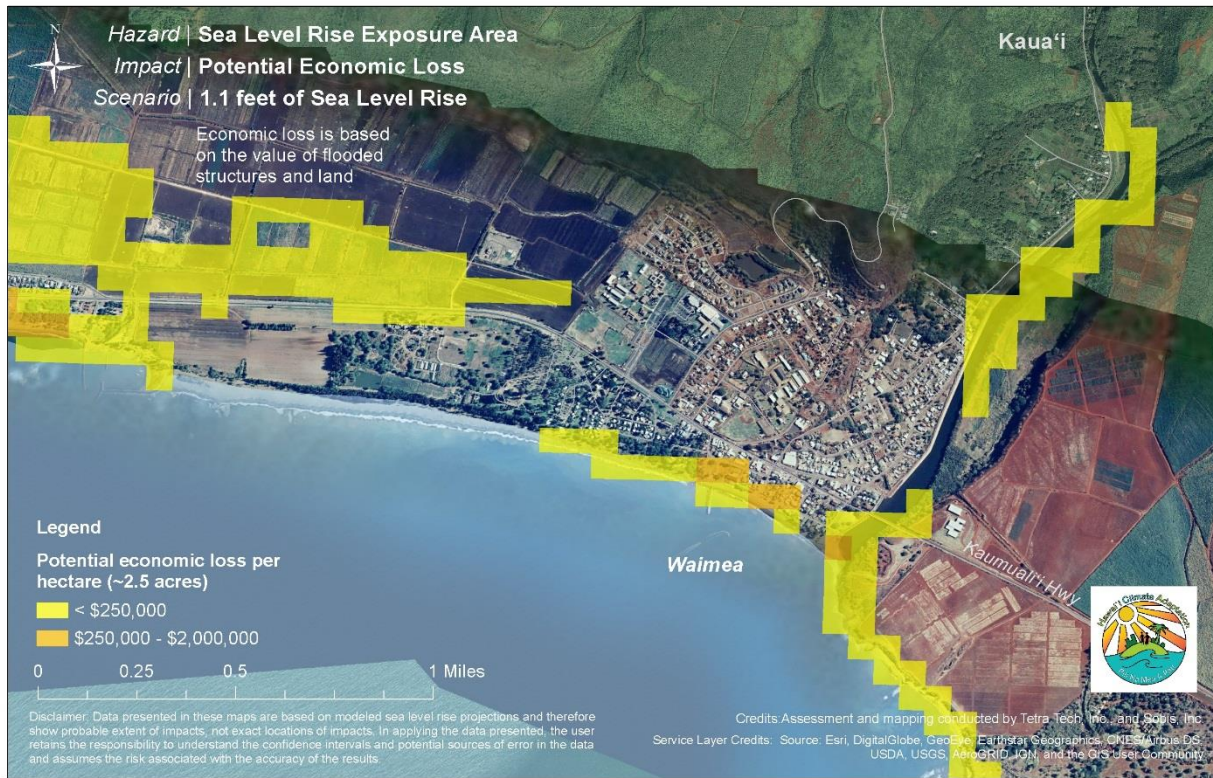 N
Hazard | Sea Level Rise Exposure Area
Impact | Potential Economic Loss
Scenario | 1.1 feet of Sea Level Rise
Economic loss is based
on the value of flooded
structures and land
Kauaʻi
Waimea
Kaumualiʻi Hwy
Legend
Potential economic loss per
hectare (~2.5 acres)
< $250,000
$250,000 - $2,000,000
0 0.25 0.5 1 Miles
Disclaimer: Data presented in these maps are based on modeled sea level rise projections and therefore
show probable extent of impacts, not exact locations of impacts. In applying the data presented, the user
retains the responsibility to understand the confidence intervals and potential sources of error in the data
and assumes the risk associated with the accuracy of the results.
Hawaiʻi Climate Adaptation
Credits: Assessment and mapping conducted by Tetra Tech, Inc., and Sobis, Inc.
Service Layer Credits: Source: Esri, DigitalGlobe, GeoEye, Earthstar Geographics, CNES/Airbus DS,
USDA, USGS, AeroGRID, IGN, and the GIS User Community